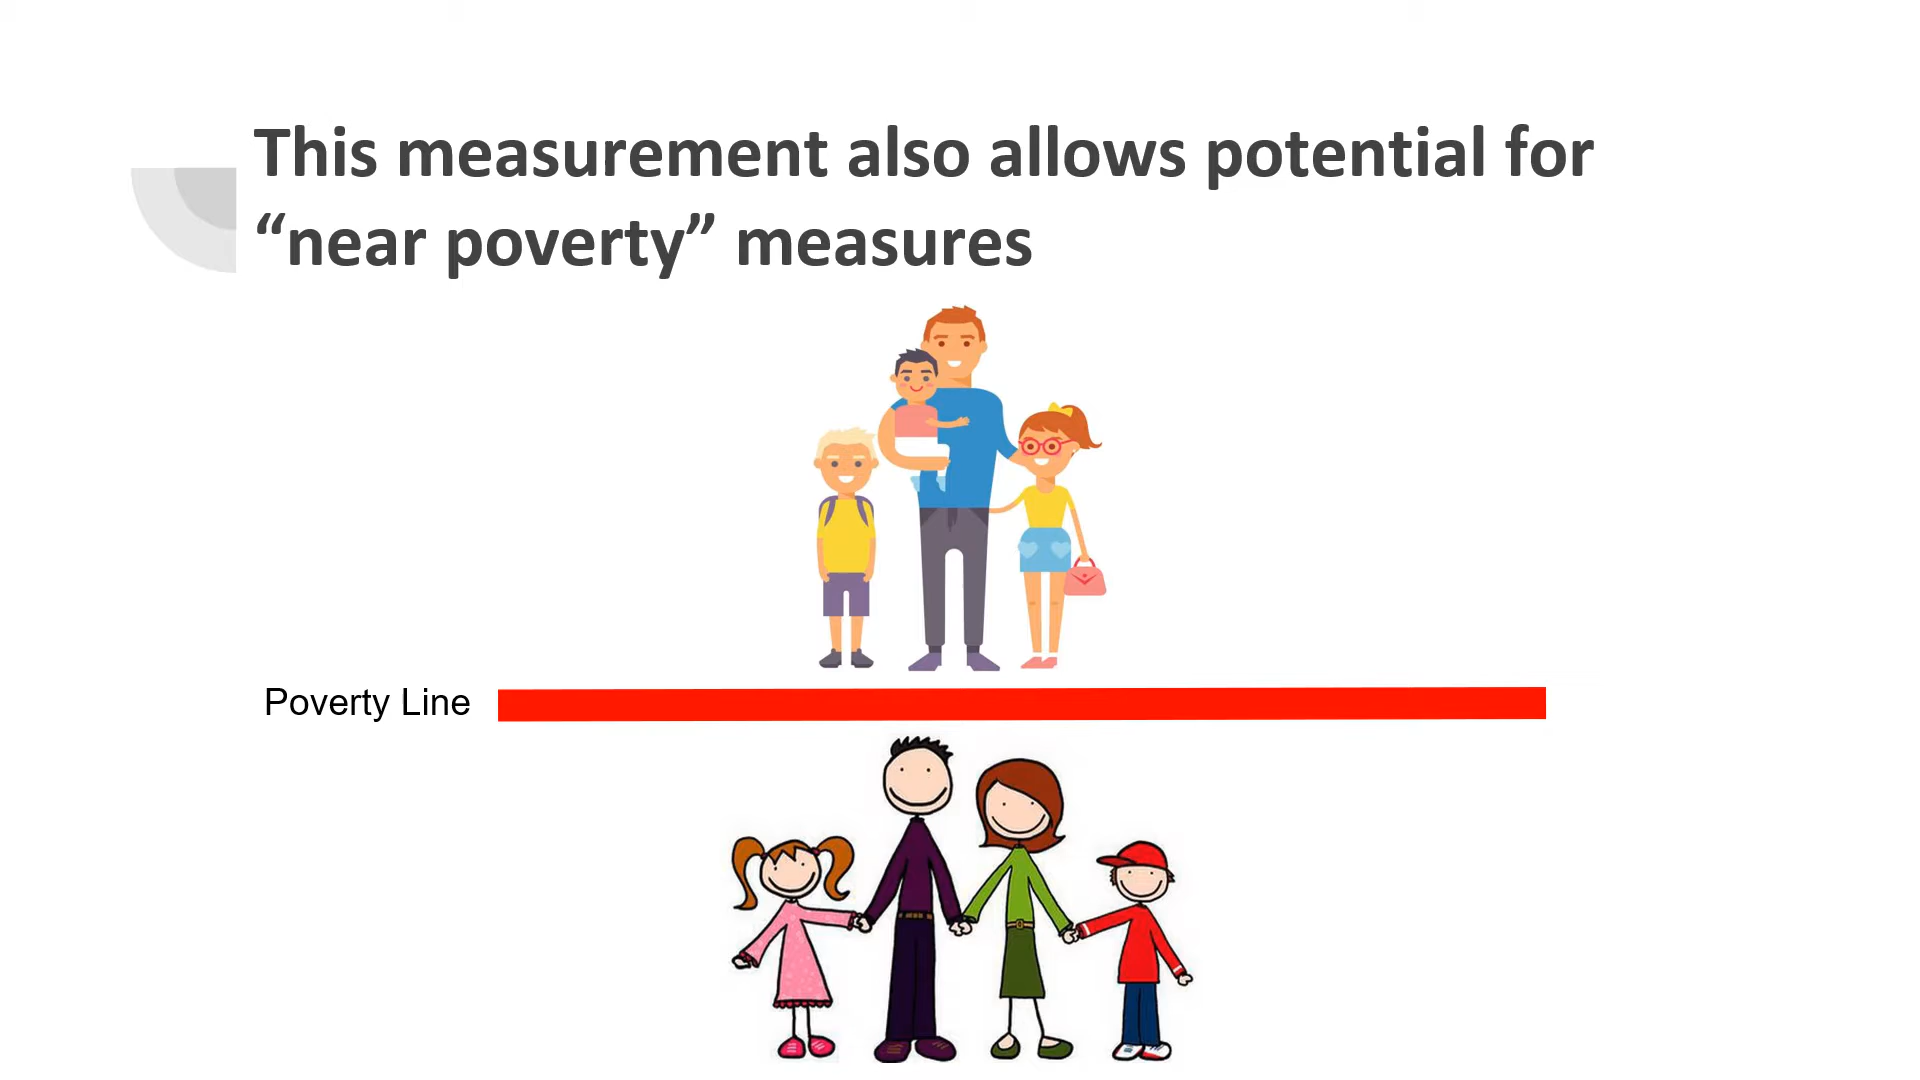 This measurement also allows potential for
“near poverty” measures
Poverty Line